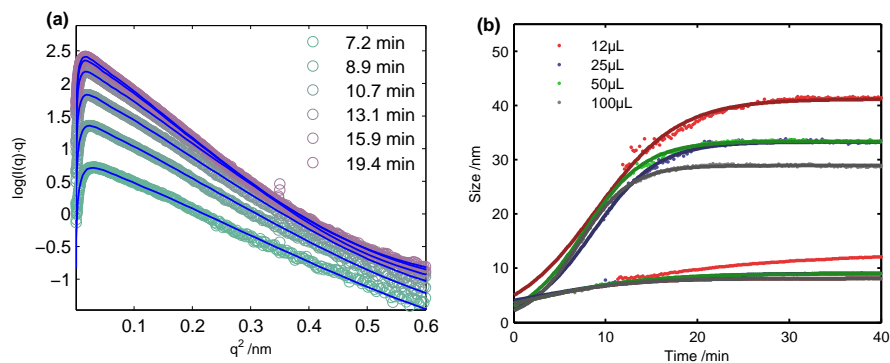 (a)
log(I(q)·q)
2.5
2
1.5
1
0.5
0
−0.5
−1
0.1
0.2
0.3
0.4
0.5
0.6
q² /nm
7.2 min
8.9 min
10.7 min
13.1 min
15.9 min
19.4 min
(b)
Size /nm
50
40
30
20
10
0
0
10
20
30
40
Time /min
12µL
25µL
50µL
100µL